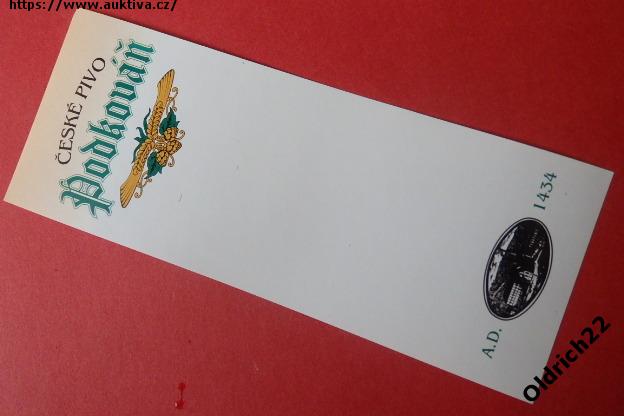 https://www.auktiva.cz/
ČESKÉ PIVO
Podkováň
A.D. 1434
Oldrich22